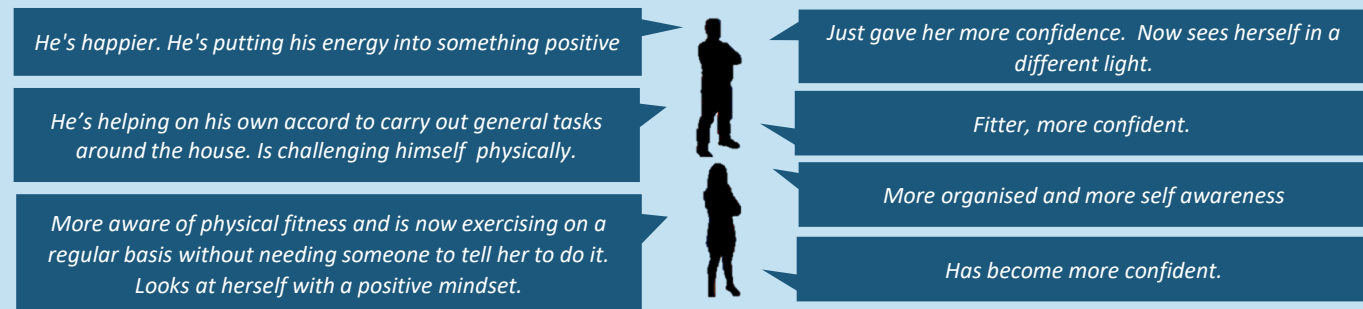 He's happier. He's putting his energy into something positive
He's helping on his own accord to carry out general tasks
around the house. Is challenging himself physically.
More aware of physical fitness and is now exercising on a
regular basis without needing someone to tell her to do it.
Looks at herself with a positive mindset.
Just gave her more confidence. Now sees herself in a
different light.
Fitter, more confident.
More organised and more self awareness
Has become more confident.